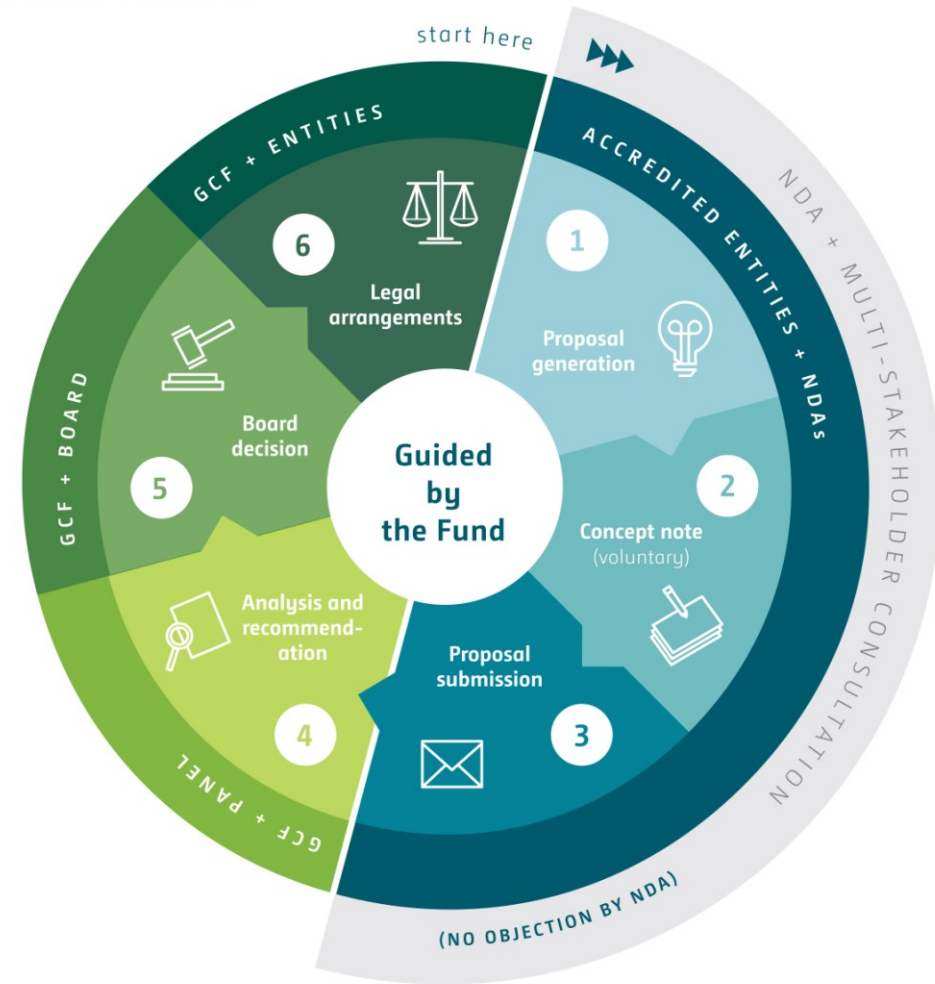 start here
NDA + MULTI-STAKEHOLDER CONSULTATION
(NO OBJECTION BY NDA)
ACCREDITED ENTITIES + NDAs
1
Proposal
generation
2
Concept note
(voluntary)
3
Proposal
submission
GCF + PANEL
4
Analysis and
recommend-
ation
GCF + BOARD
5
Board
decision
GCF + ENTITIES
6
Legal
arrangements
Guided
by
the Fund